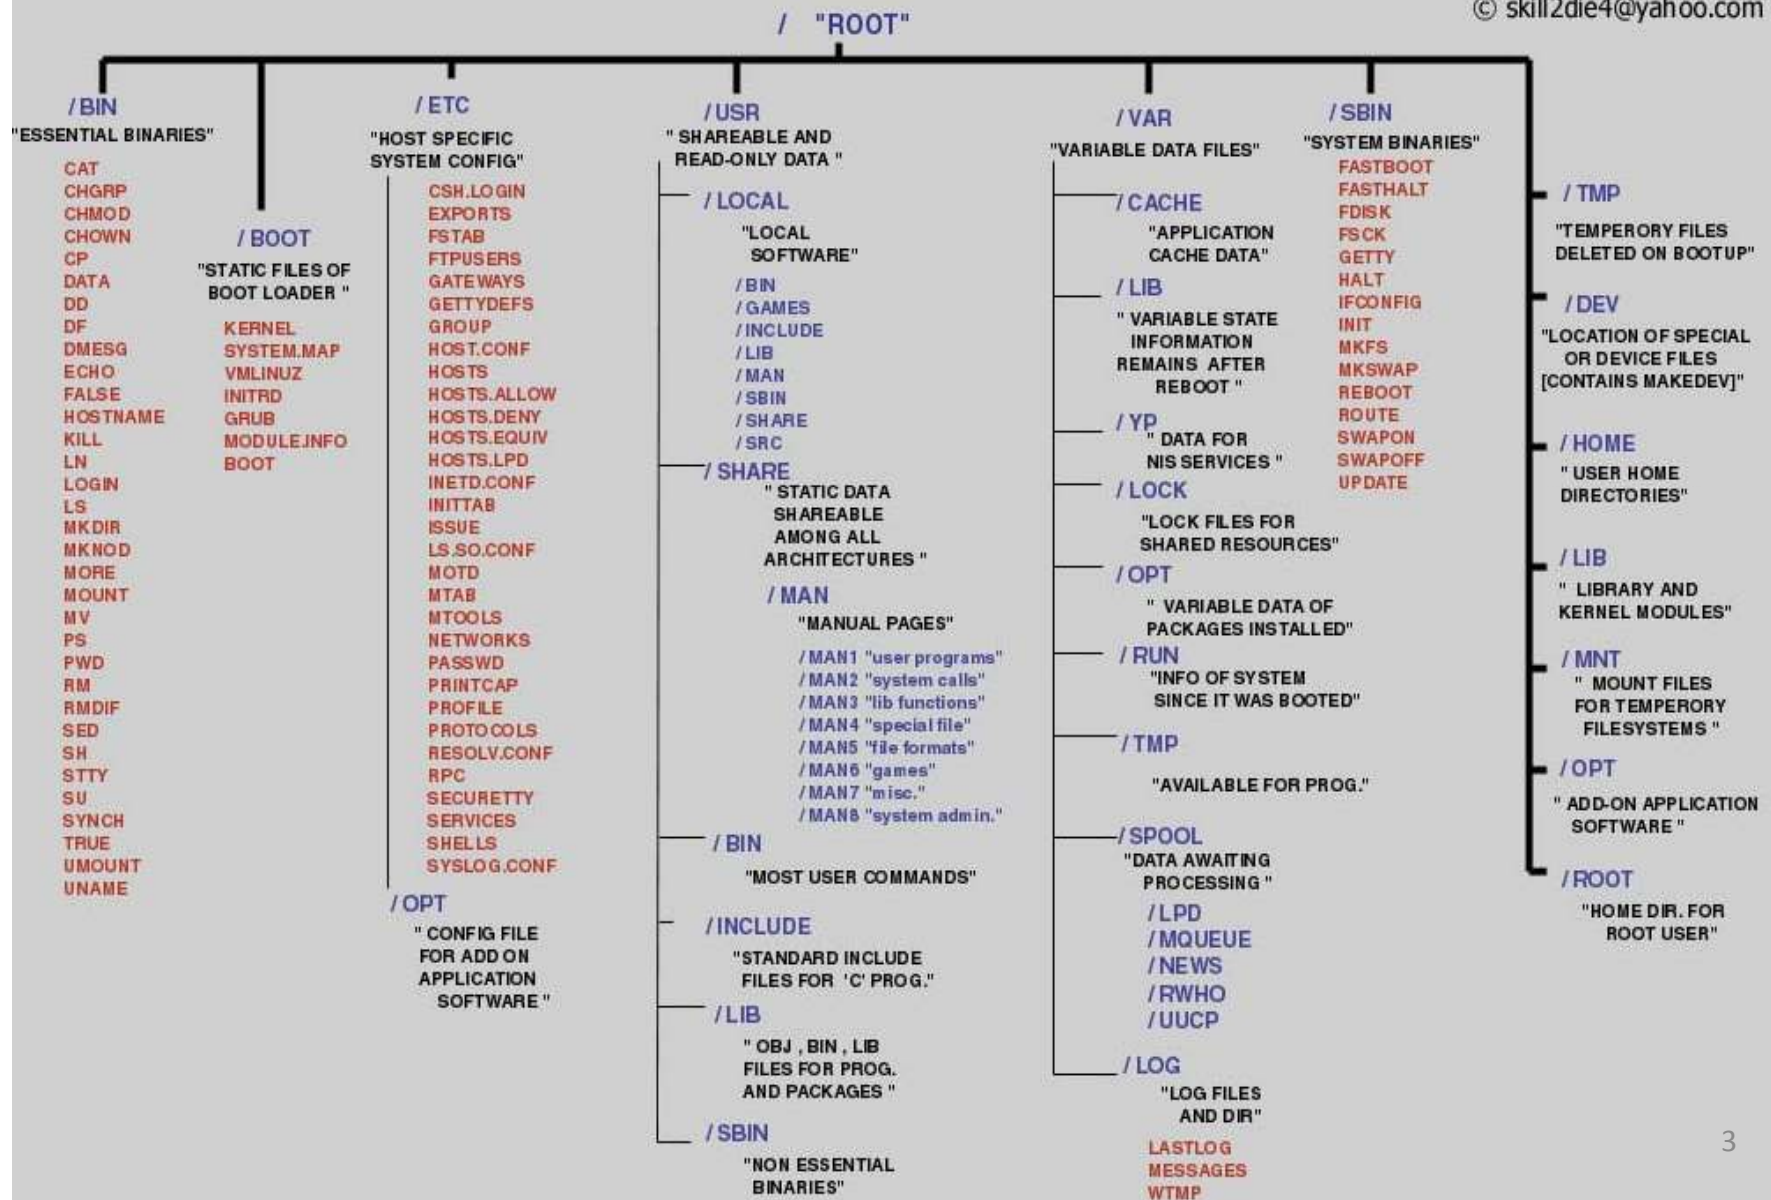 © skill2die4@yahoo.com
/ "ROOT"
/BIN
"ESSENTIAL BINARIES"
CAT
CHGRP
CHMOD
CHOWN
CP
DATA
DD
DF
DMESG
ECHO
FALSE
HOSTNAME
KILL
LN
LOGIN
LS
MKDIR
MKNOD
MORE
MOUNT
MV
PS
PWD
RM
RMDIF
SED
SH
STTY
SU
SYNCH
TRUE
UMOUNT
UNAME
/BOOT
"STATIC FILES OF
BOOT LOADER "
KERNEL
SYSTEM.MAP
VMLINUZ
INITRD
GRUB
MODULE.INFO
BOOT
/ETC
"HOST SPECIFIC
SYSTEM CONFIG"
CSH.LOGIN
EXPORTS
FSTAB
FTPUSERS
GATEWAYS
GETTYDEFS
GROUP
HOST.CONF
HOSTS
HOSTS.ALLOW
HOSTS.DENY
HOSTS.EQUIV
HOSTS.LPD
INETD.CONF
INITTAB
ISSUE
LS.SO.CONF
MOTD
MTAB
MTOOLS
NETWORKS
PASSWD
PRINTCAP
PROFILE
PROTOCOLS
RESOLV.CONF
RPC
SECURETTY
SERVICES
SHELLS
SYSLOG.CONF
/OPT
" CONFIG FILE
FOR ADD ON
APPLICATION
SOFTWARE "
/USR
" SHAREABLE AND
READ-ONLY DATA "
/LOCAL
"LOCAL
SOFTWARE"
/BIN
/GAMES
/INCLUDE
/LIB
/MAN
/SBIN
/SHARE
/SRC
/SHARE
" STATIC DATA
SHAREABLE
AMONG ALL
ARCHITECTURES "
/MAN
"MANUAL PAGES"
/MAN1 "user programs"
/MAN2 "system calls"
/MAN3 "lib functions"
/MAN4 "special file"
/MAN5 "file formats"
/MAN6 "games"
/MAN7 "misc."
/MAN8 "system admin."
/BIN
"MOST USER COMMANDS"
/INCLUDE
"STANDARD INCLUDE
FILES FOR 'C' PROG."
/LIB
" OBJ , BIN , LIB
FILES FOR PROG.
AND PACKAGES "
/SBIN
"NON ESSENTIAL
BINARIES"
/VAR
"VARIABLE DATA FILES"
/CACHE
"APPLICATION
CACHE DATA"
/LIB
" VARIABLE STATE
INFORMATION
REMAINS AFTER
REBOOT "
/YP
" DATA FOR
NIS SERVICES "
/LOCK
"LOCK FILES FOR
SHARED RESOURCES"
/OPT
" VARIABLE DATA OF
PACKAGES INSTALLED"
/RUN
"INFO OF SYSTEM
SINCE IT WAS BOOTED"
/TMP
"AVAILABLE FOR PROG."
/SPOOL
"DATA AWAITING
PROCESSING "
/LPD
/MQUEUE
/NEWS
/RWHO
/UUCP
/LOG
"LOG FILES
AND DIR"
LASTLOG
MESSAGES
WTMP
/SBIN
"SYSTEM BINARIES"
FASTBOOT
FASTHALT
FDISK
FSCK
GETTY
HALT
IFCONFIG
INIT
MKFS
MKSWAP
REBOOT
ROUTE
SWAPON
SWAPOFF
UPDATE
/TMP
"TEMPERORY FILES
DELETED ON BOOTUP"
/DEV
"LOCATION OF SPECIAL
OR DEVICE FILES
[CONTAINS MAKEDEV]"
/HOME
" USER HOME
DIRECTORIES"
/LIB
" LIBRARY AND
KERNEL MODULES"
/MNT
" MOUNT FILES
FOR TEMPERORY
FILESYSTEMS "
/OPT
" ADD-ON APPLICATION
SOFTWARE "
/ROOT
"HOME DIR. FOR
ROOT USER"
3